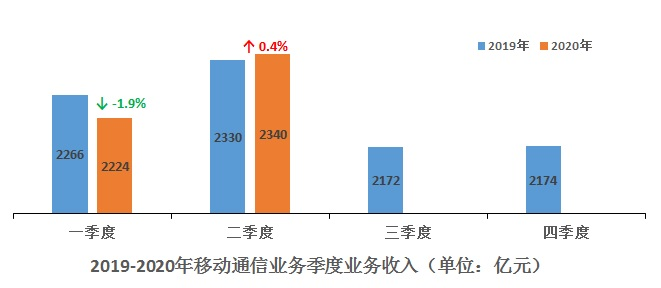 2019年 2020年
↑ 0.4%
↓ -1.9%
2266 2224 2330 2340 2172 2174
一季度 二季度 三季度 四季度
2019-2020年移动通信业务季度业务收入（单位：亿元）